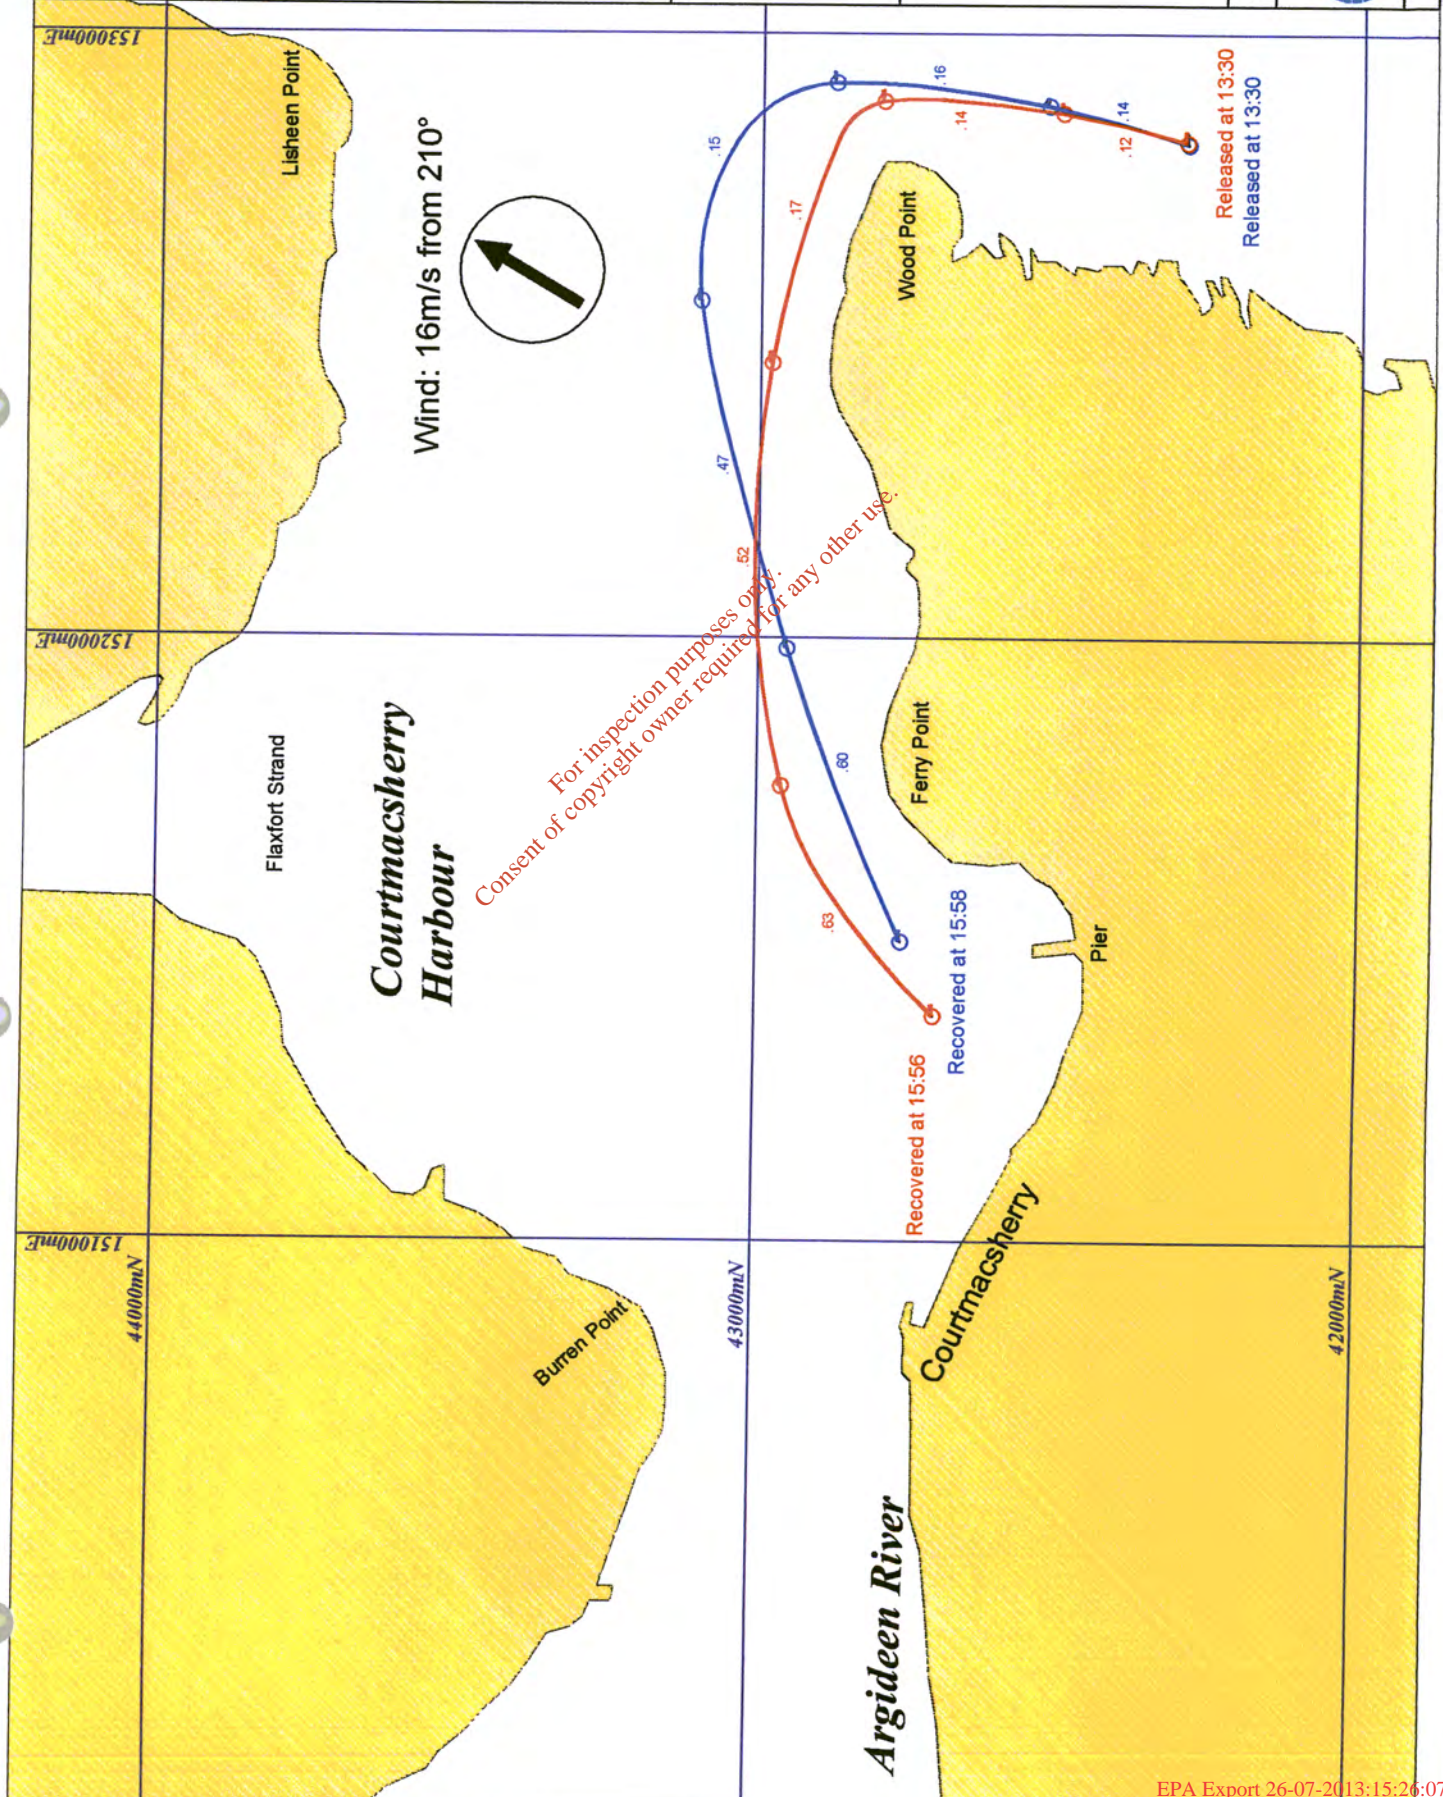 153000mE
Lisheen Point
Wind: 16m/s from 210°
.16
.14
.14
.12
.15
.17
Released at 13:30
Released at 13:30
Wood Point
.47
.52
152000mE
Flaxfort Strand
Courtmacsherry
Harbour
For inspection purposes only.
Consent of copyright owner required for any other use.
Ferry Point
.60
.63
Pier
Recovered at 15:58
Recovered at 15:56
151000mE
44000mN
43000mN
42000mN
Burren Point
Courtmacsherry
Argideen River
EPA Export 26-07-2013:15:26:07